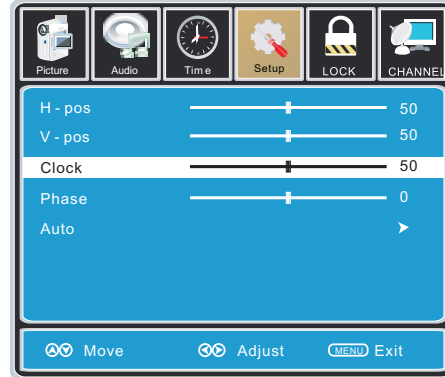 Picture Audio Time Setup LOCK CHANNEL
H - pos 50
V - pos 50
Clock 50
Phase 0
Auto
Move Adjust MENU Exit